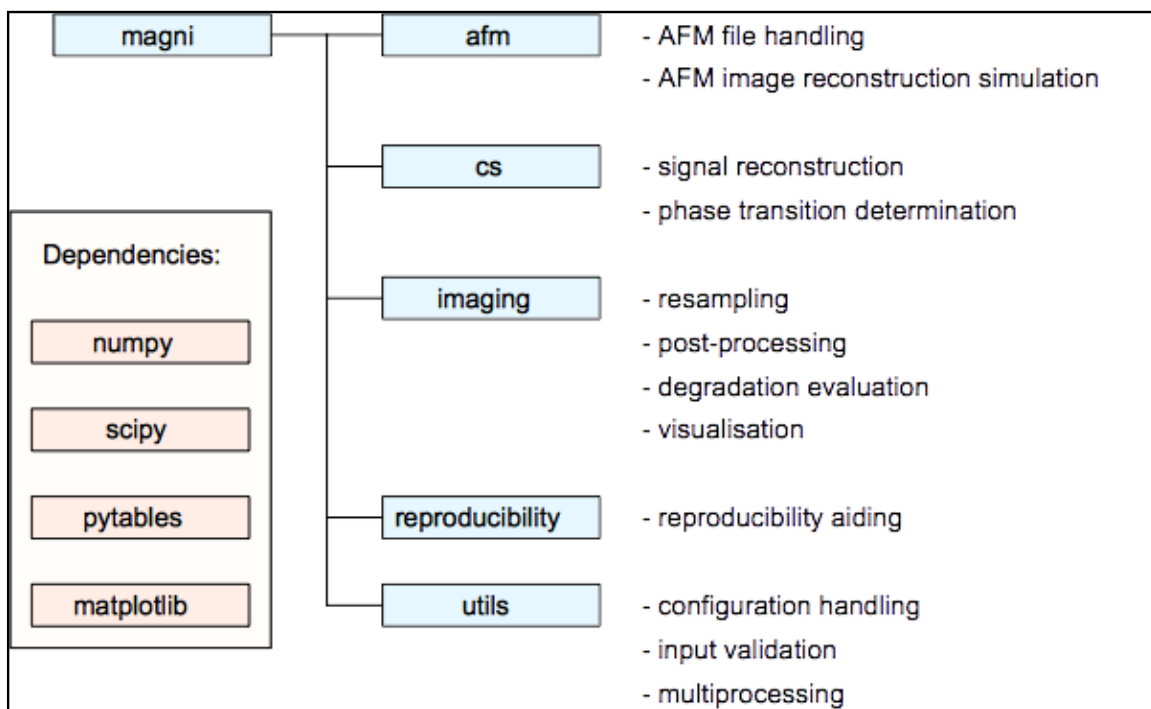 magni
afm
- AFM file handling
- AFM image reconstruction simulation
cs
- signal reconstruction
- phase transition determination
Dependencies:
numpy
scipy
pytables
matplotlib
imaging
- resampling
- post-processing
- degradation evaluation
- visualisation
reproducibility
- reproducibility aiding
utils
- configuration handling
- input validation
- multiprocessing